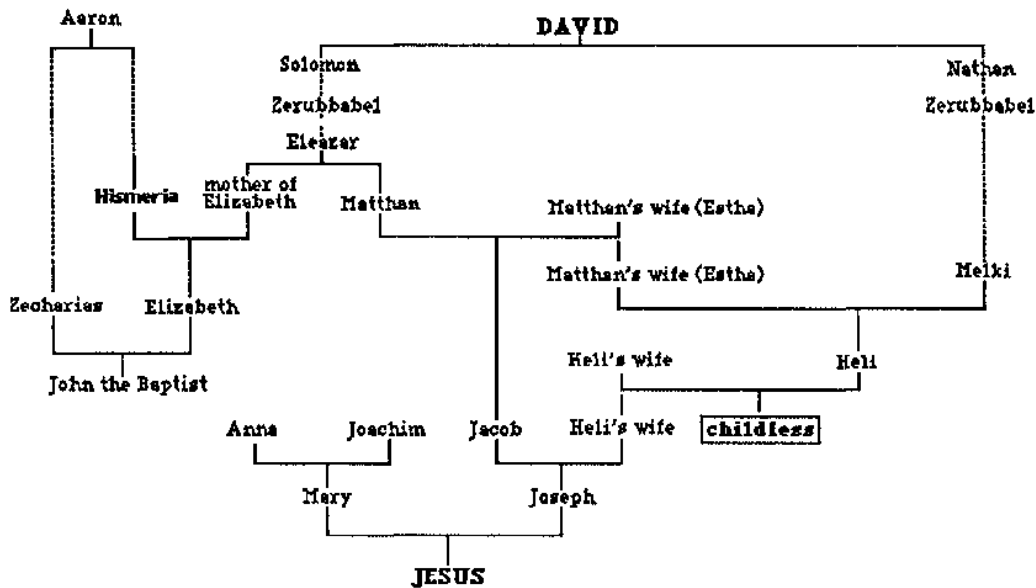 Aaron
DAVID
Solomon
Nathan
Zerubbabel
Zerubbabel
Eleazar
Hismeria
mother of
Elizabeth
Matthan
Matthan's wife (Estha)
Matthan's wife (Estha)
Melki
Zecharias
Elizabeth
Heli's wife
Heli
John the Baptist
Anna
Joachim
Jacob
Heli's wife
childless
Mary
Joseph
JESUS